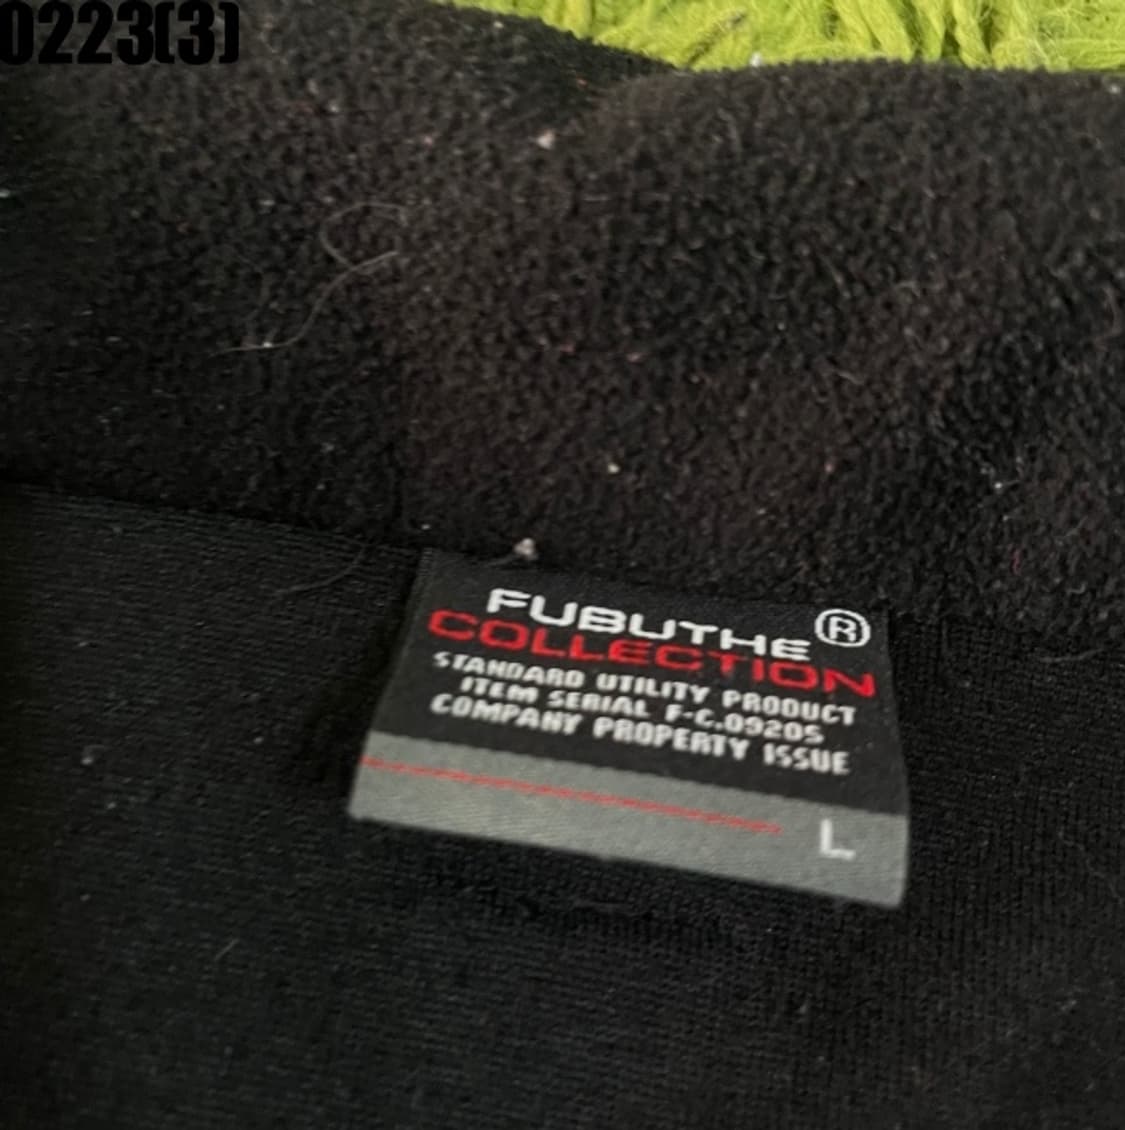 0223(3)
FUBUTHE ®
COLLECTION
STANDARD UTILITY PRODUCT
ITEM SERIAL F-C.09205
COMPANY PROPERTY ISSUE
L